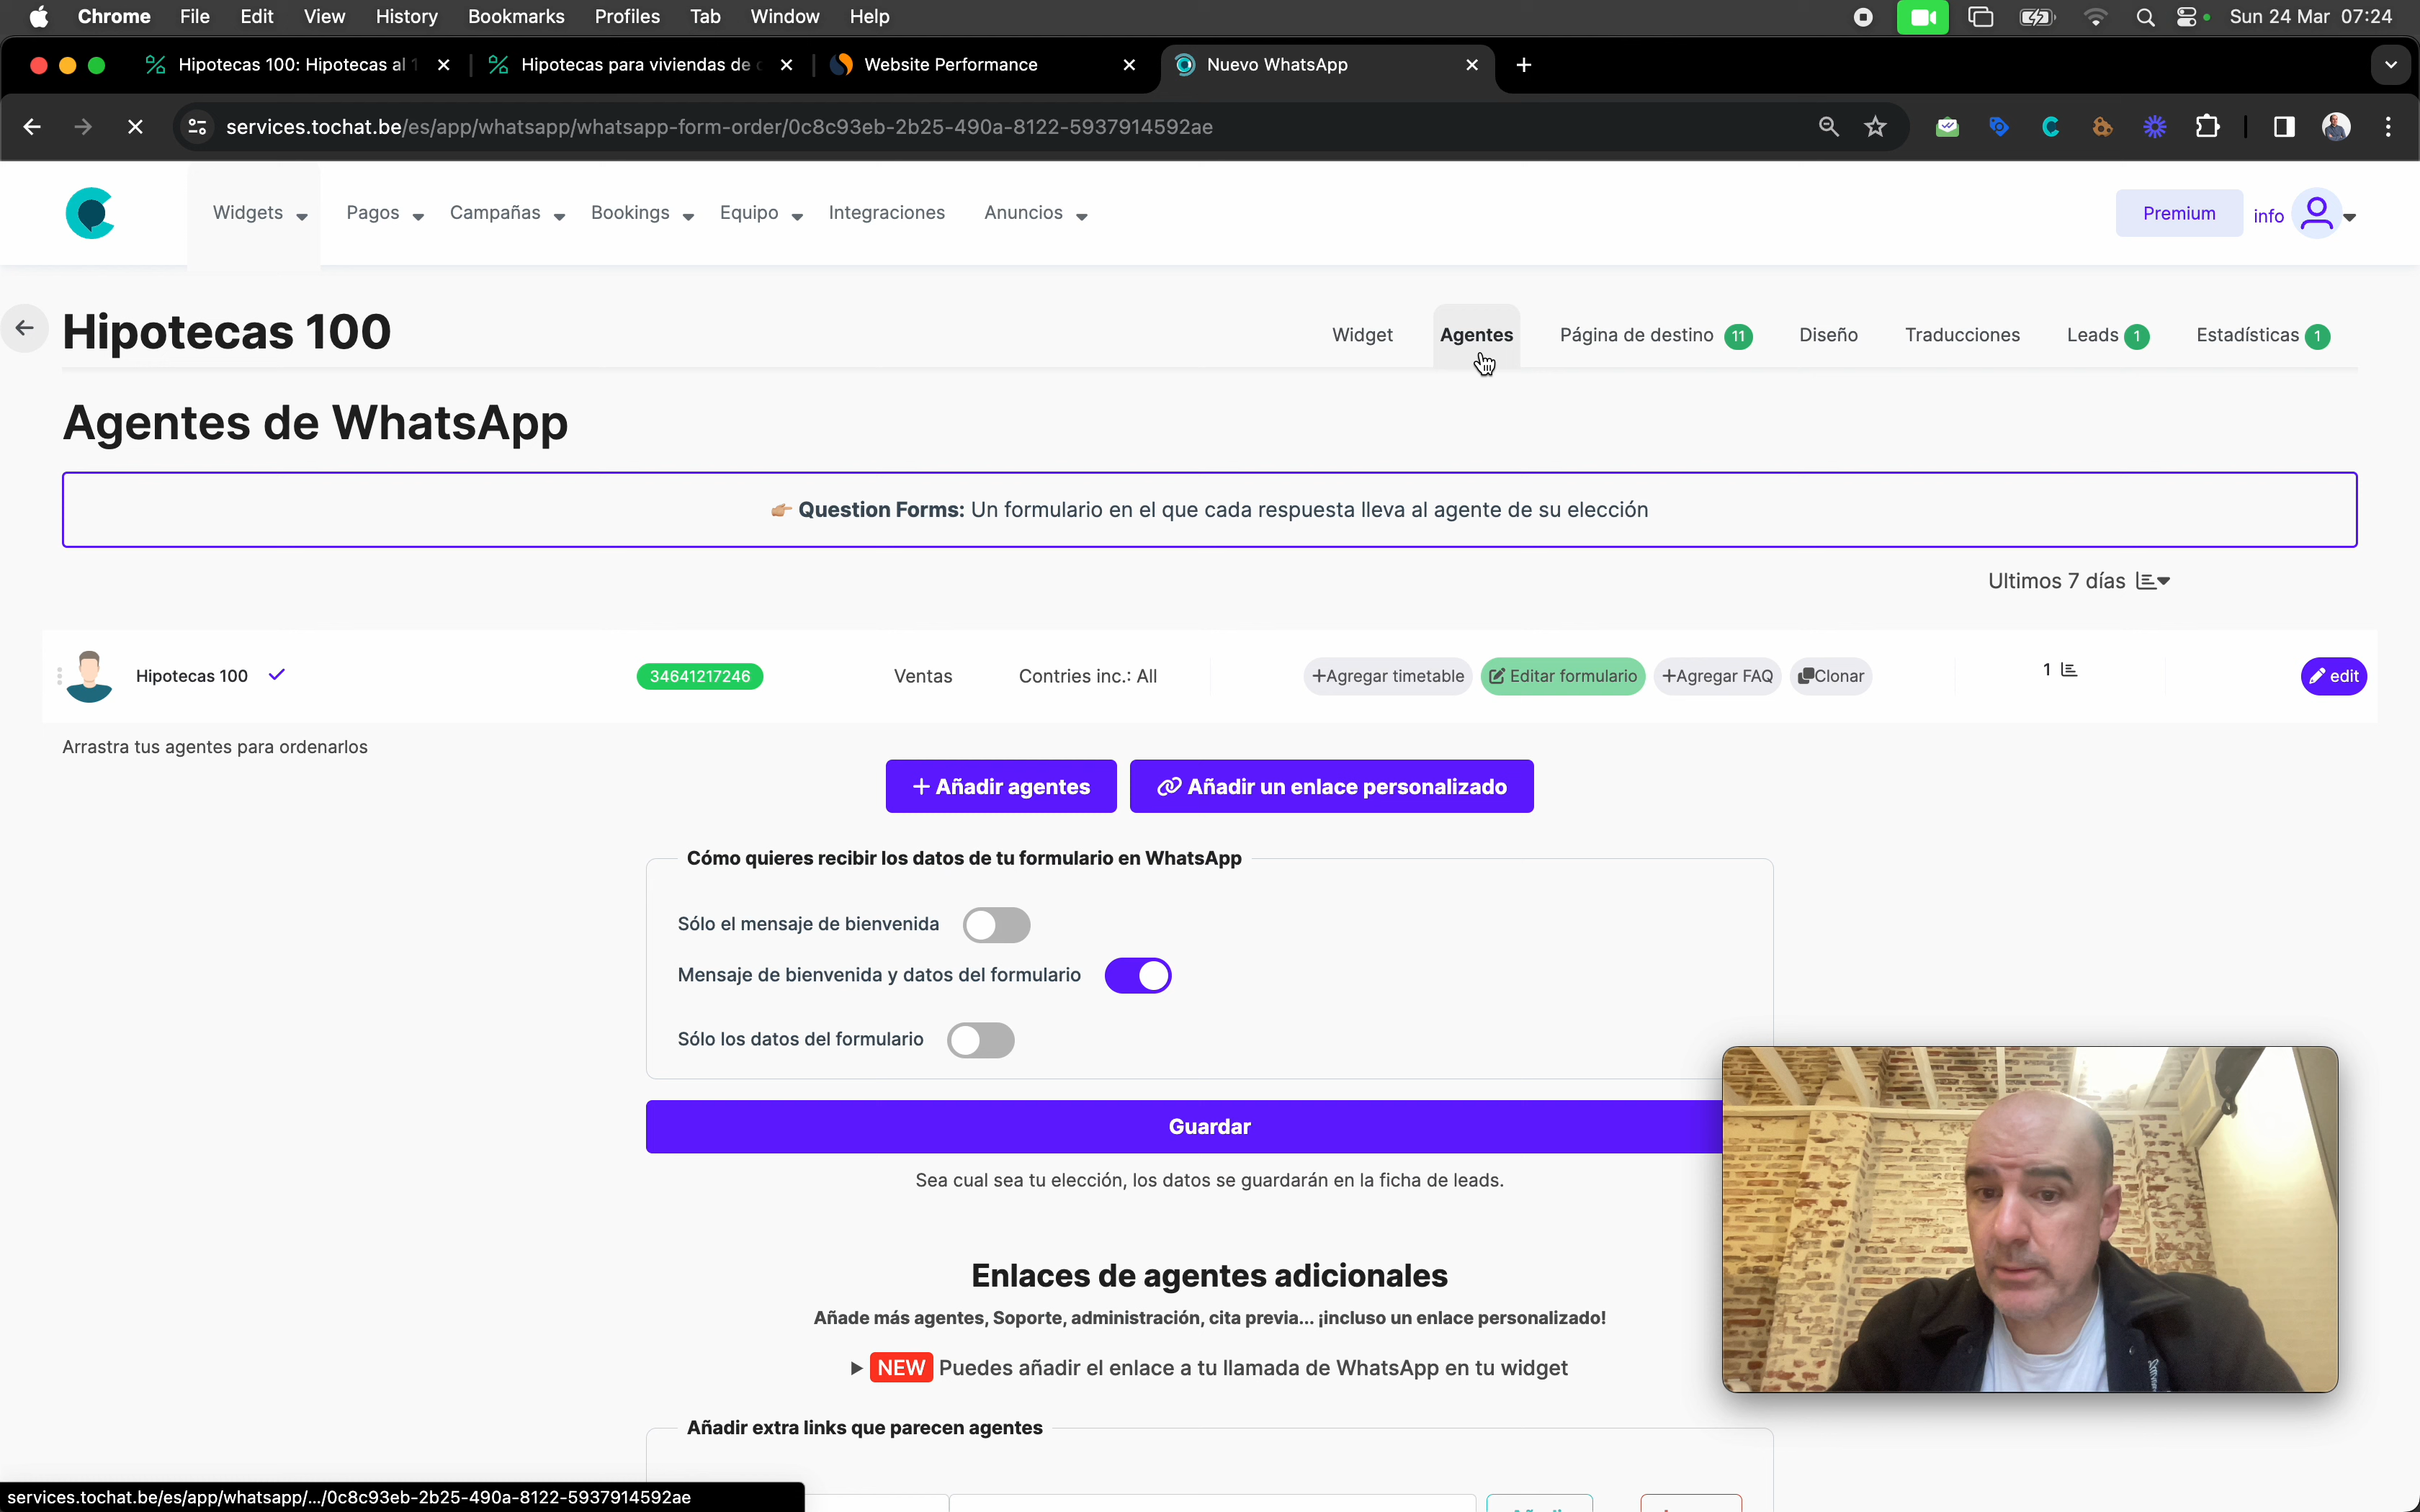 Chrome File Edit View History Bookmarks Profiles Tab Window Help Sun 24 Mar 07:24
Hipotecas 100: Hipotecas al Hipotecas para viviendas de Website Performance Nuevo WhatsApp
services.tochat.be/es/app/whatsapp/whatsapp-form-order/0c8c93eb-2b25-490a-8122-5937914592ae
Widgets Pagos Campañas Bookings Equipo Integraciones Anuncios Premium info
Hipotecas 100
Widget Agentes Página de destino 11 Diseño Traducciones Leads 1 Estadísticas 1
Agentes de WhatsApp
Question Forms: Un formulario en el que cada respuesta lleva al agente de su elección
Ultimos 7 días
Hipotecas 100 34641217246 Ventas Contries inc.: All +Agregar timetable Editar formulario +Agregar FAQ Clonar 1 edit
Arrastra tus agentes para ordenarlos
+ Añadir agentes Añadir un enlace personalizado
Cómo quieres recibir los datos de tu formulario en WhatsApp
Sólo el mensaje de bienvenida
Mensaje de bienvenida y datos del formulario
Sólo los datos del formulario
Guardar
Sea cual sea tu elección, los datos se guardarán en la ficha de leads.
Enlaces de agentes adicionales
Añade más agentes, Soporte, administración, cita previa... ¡incluso un enlace personalizado!
NEW Puedes añadir el enlace a tu llamada de WhatsApp en tu widget
Añadir extra links que parecen agentes
services.tochat.be/es/app/whatsapp/.../0c8c93eb-2b25-490a-8122-5937914592ae